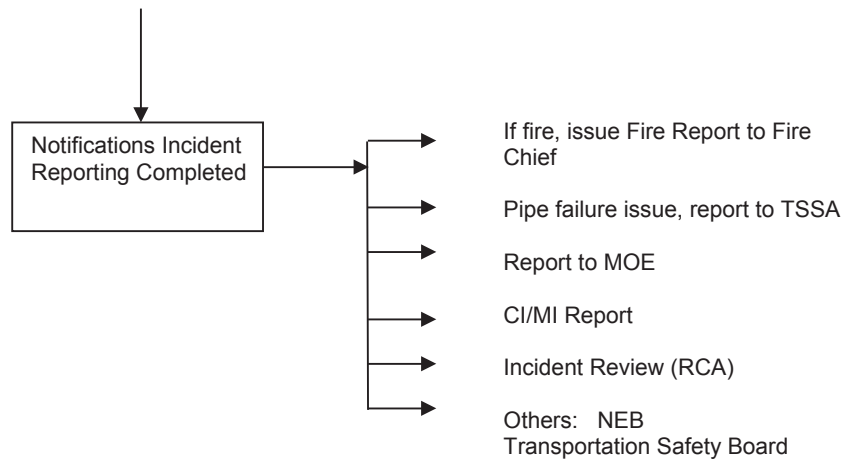 Notifications Incident
Reporting Completed
If fire, issue Fire Report to Fire
Chief
Pipe failure issue, report to TSSA
Report to MOE
CI/MI Report
Incident Review (RCA)
Others: NEB
Transportation Safety Board